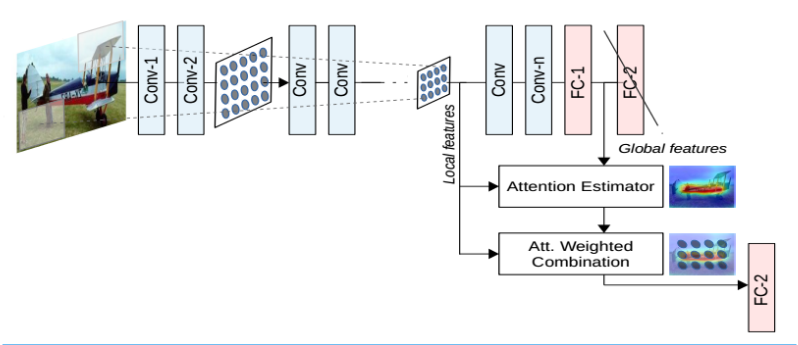 Conv-1
Conv-2
Conv
Conv
Conv
Conv-n
FC-1
FC-2
Local features
Global features
Attention Estimator
Att. Weighted
Combination
FC-2